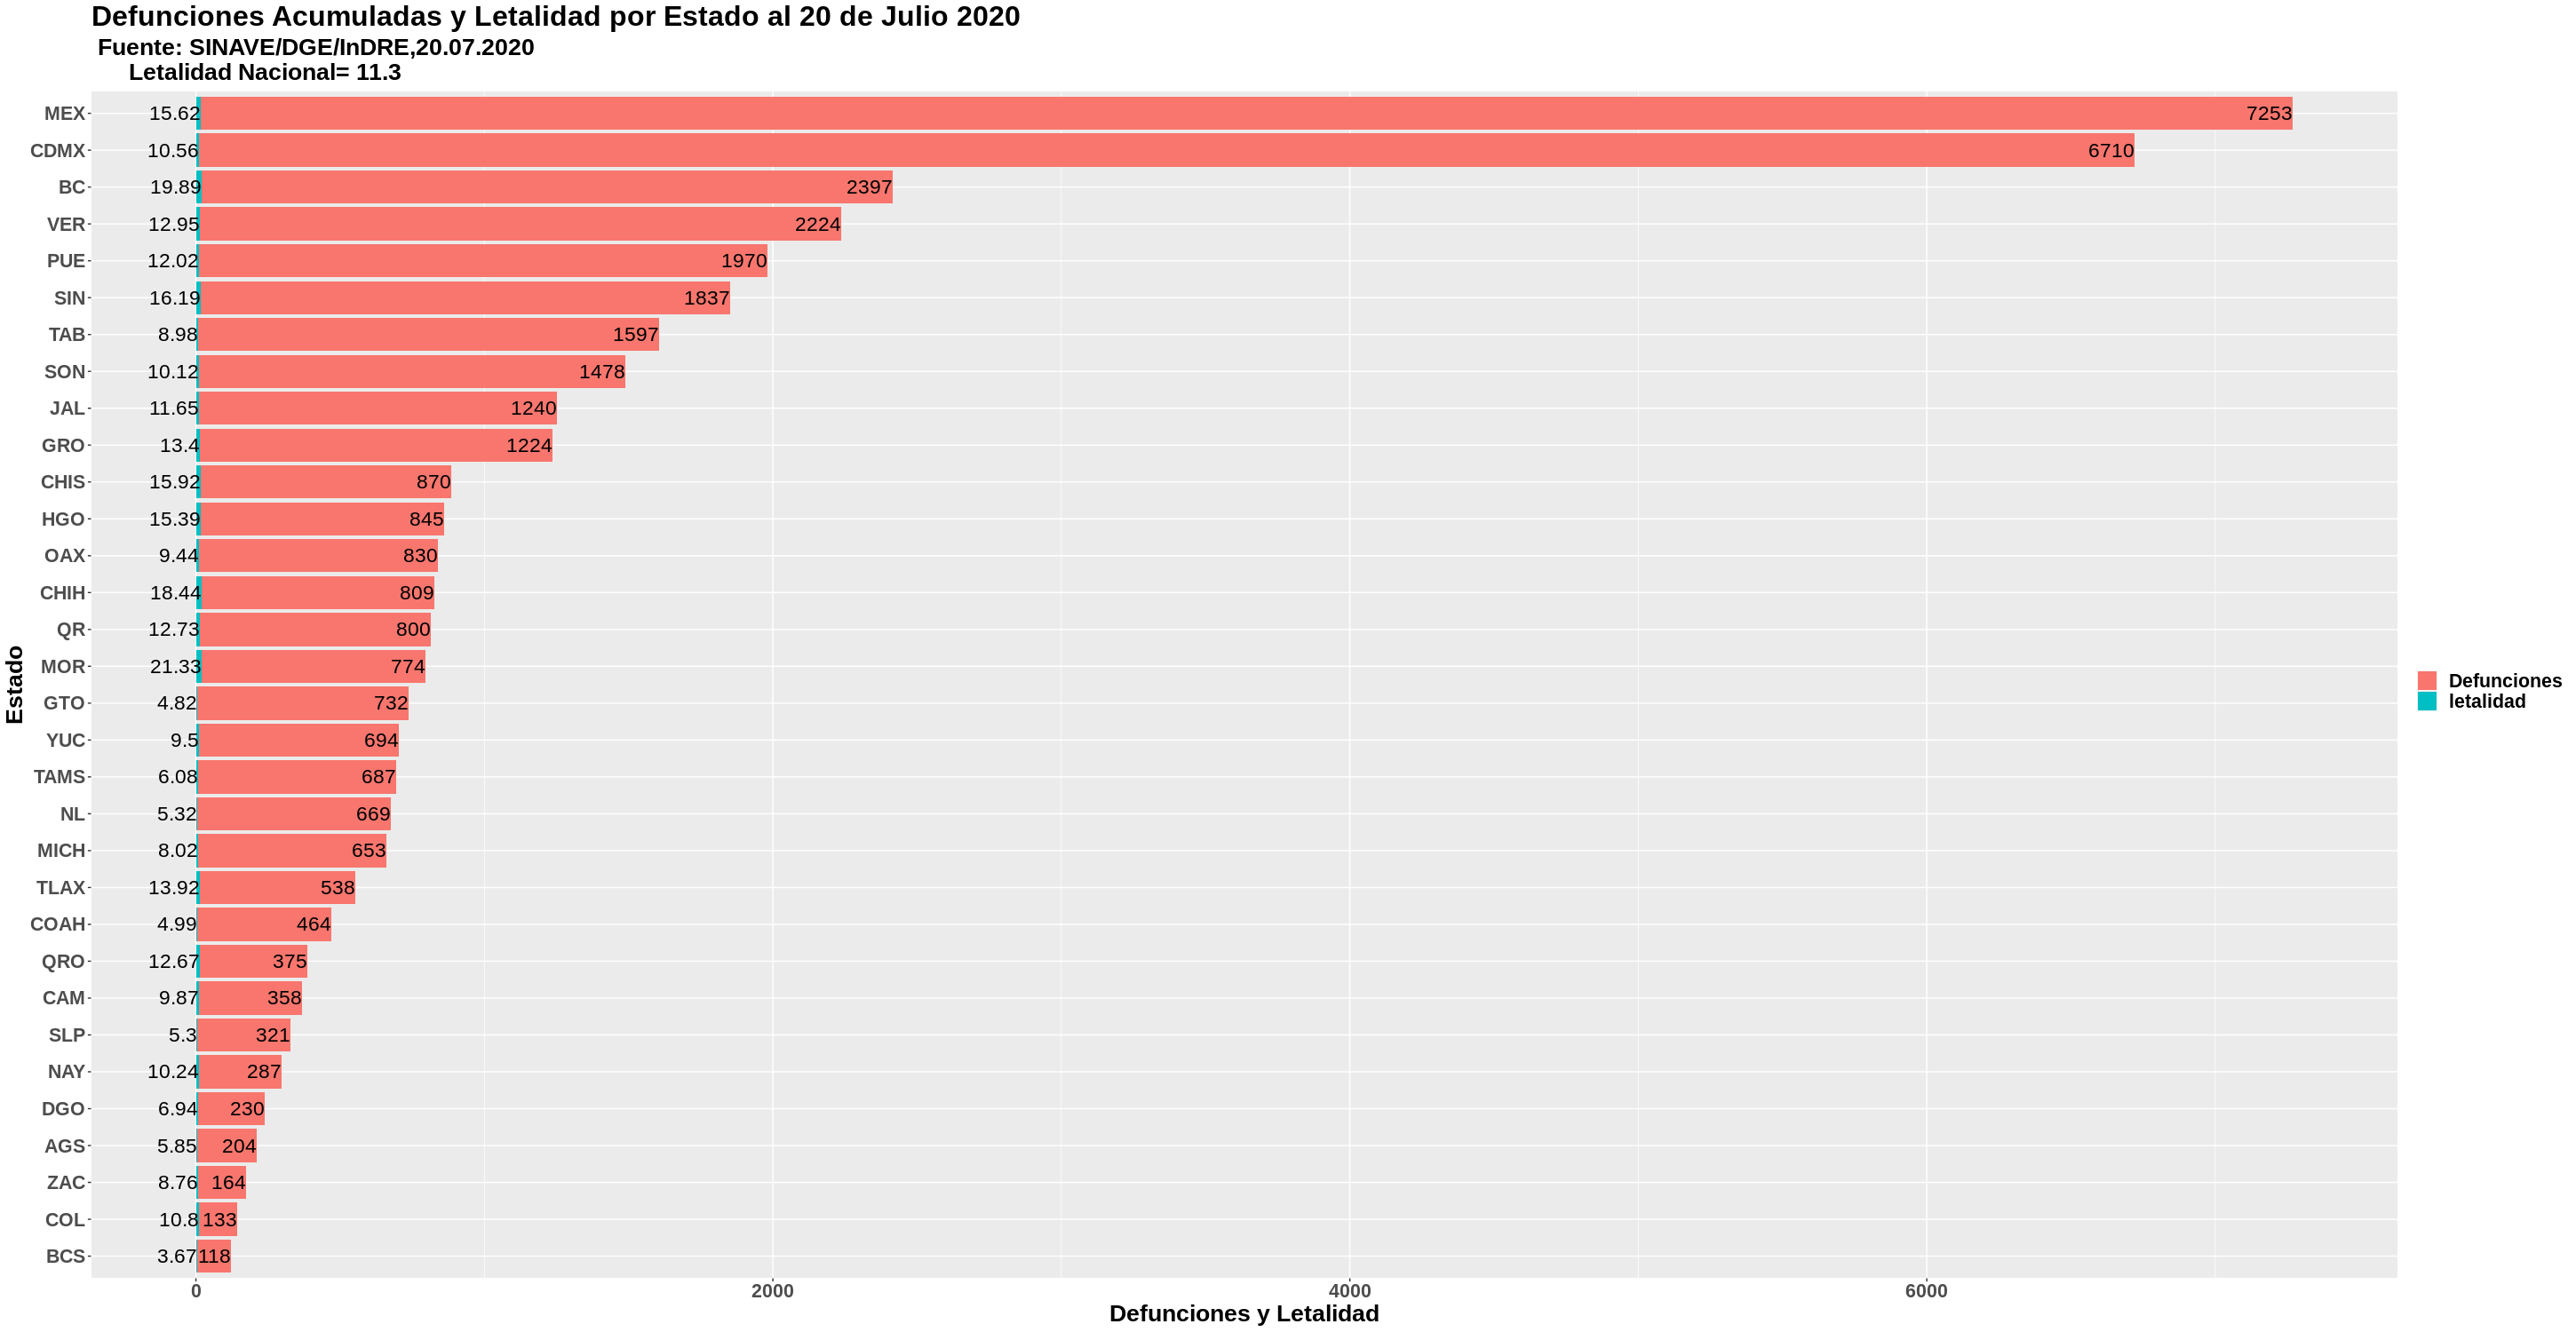 Defunciones Acumuladas y Letalidad por Estado al 20 de Julio 2020
Fuente: SINAVE/DGE/InDRE,20.07.2020
Letalidad Nacional= 11.3
MEX 15.62 7253
CDMX 10.56 6710
BC 19.89 2397
VER 12.95 2224
PUE 12.02 1970
SIN 16.19 1837
TAB 8.98 1597
SON 10.12 1478
JAL 11.65 1240
GRO 13.4 1224
CHIS 15.92 870
HGO 15.39 845
OAX 9.44 830
CHIH 18.44 809
QR 12.73 800
MOR 21.33 774
GTO 4.82 732
YUC 9.5 694
TAMS 6.08 687
NL 5.32 669
MICH 8.02 653
TLAX 13.92 538
COAH 4.99 464
QRO 12.67 375
CAM 9.87 358
SLP 5.3 321
NAY 10.24 287
DGO 6.94 230
AGS 5.85 204
ZAC 8.76 164
COL 10.8 133
BCS 3.67 118
0 2000 4000 6000
Defunciones y Letalidad
Estado
Defunciones
letalidad